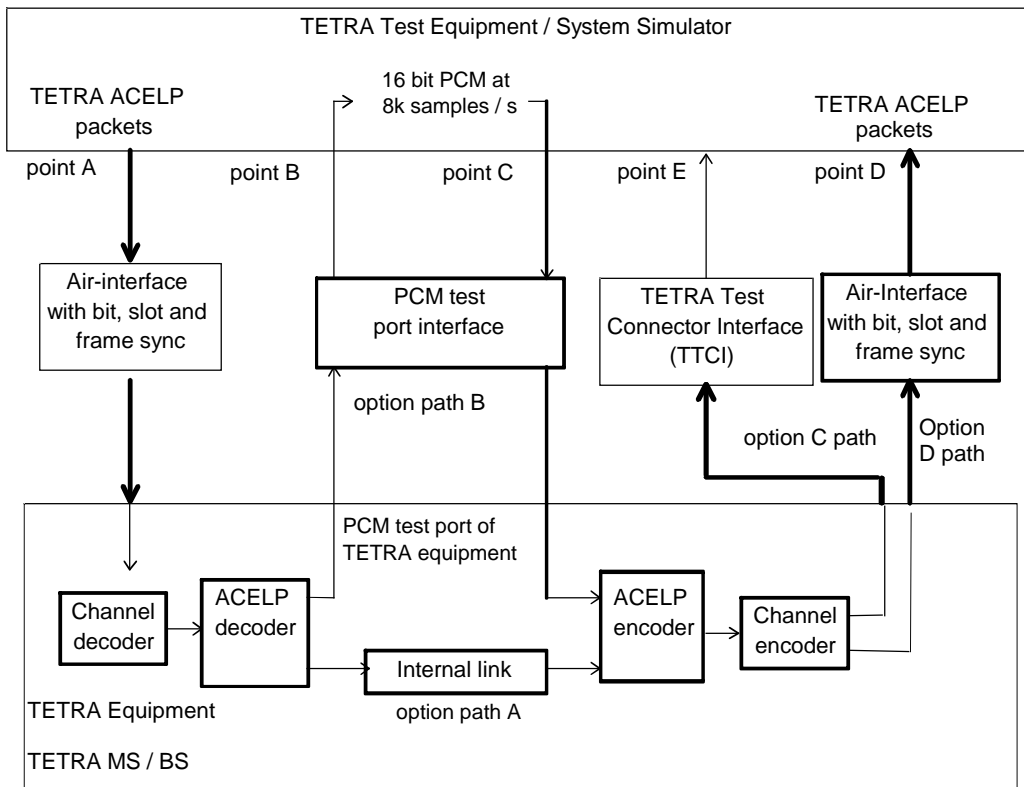 TETRA Test Equipment / System Simulator
16 bit PCM at
8k samples / s
TETRA ACELP
packets
TETRA ACELP
packets
point A
point B
point C
point E
point D
Air-interface
with bit, slot and
frame sync
PCM test
port interface
TETRA Test
Connector Interface
(TTCI)
Air-Interface
with bit, slot and
frame sync
option path B
option C path
Option
D path
PCM test port of
TETRA equipment
Channel
decoder
ACELP
decoder
Internal link
option path A
ACELP
encoder
Channel
encoder
TETRA Equipment
TETRA MS / BS